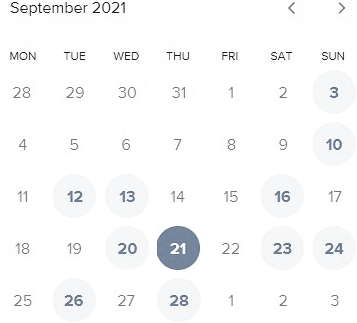 September 2021
MON TUE WED THU FRI SAT SUN
28 29 30 31 1 2 3
4 5 6 7 8 9 10
11 12 13 14 15 16 17
18 19 20 21 22 23 24
25 26 27 28 1 2 3